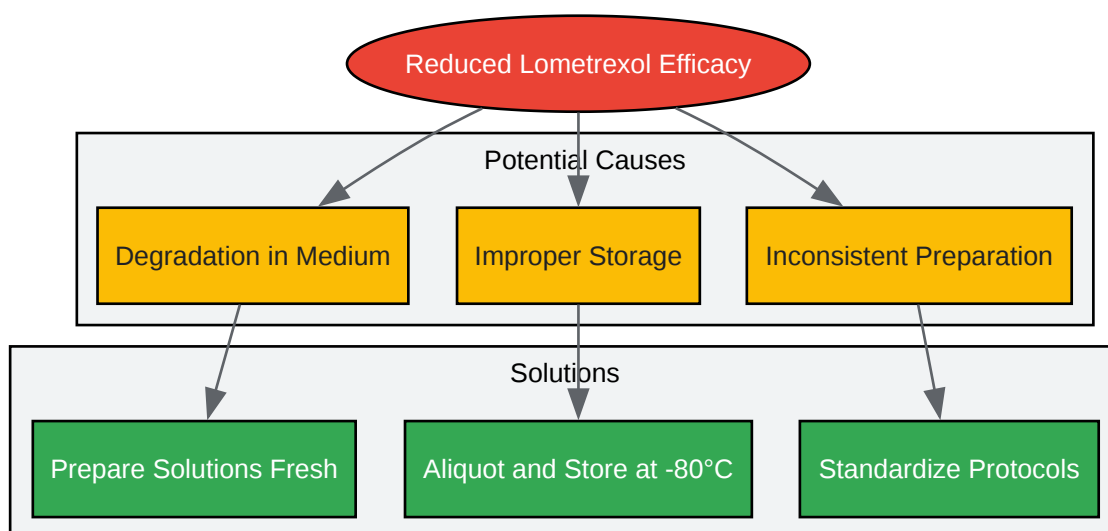 Reduced Lometrexol Efficacy
Potential Causes
Degradation in Medium
Improper Storage
Inconsistent Preparation
Solutions
Prepare Solutions Fresh
Aliquot and Store at -80°C
Standardize Protocols